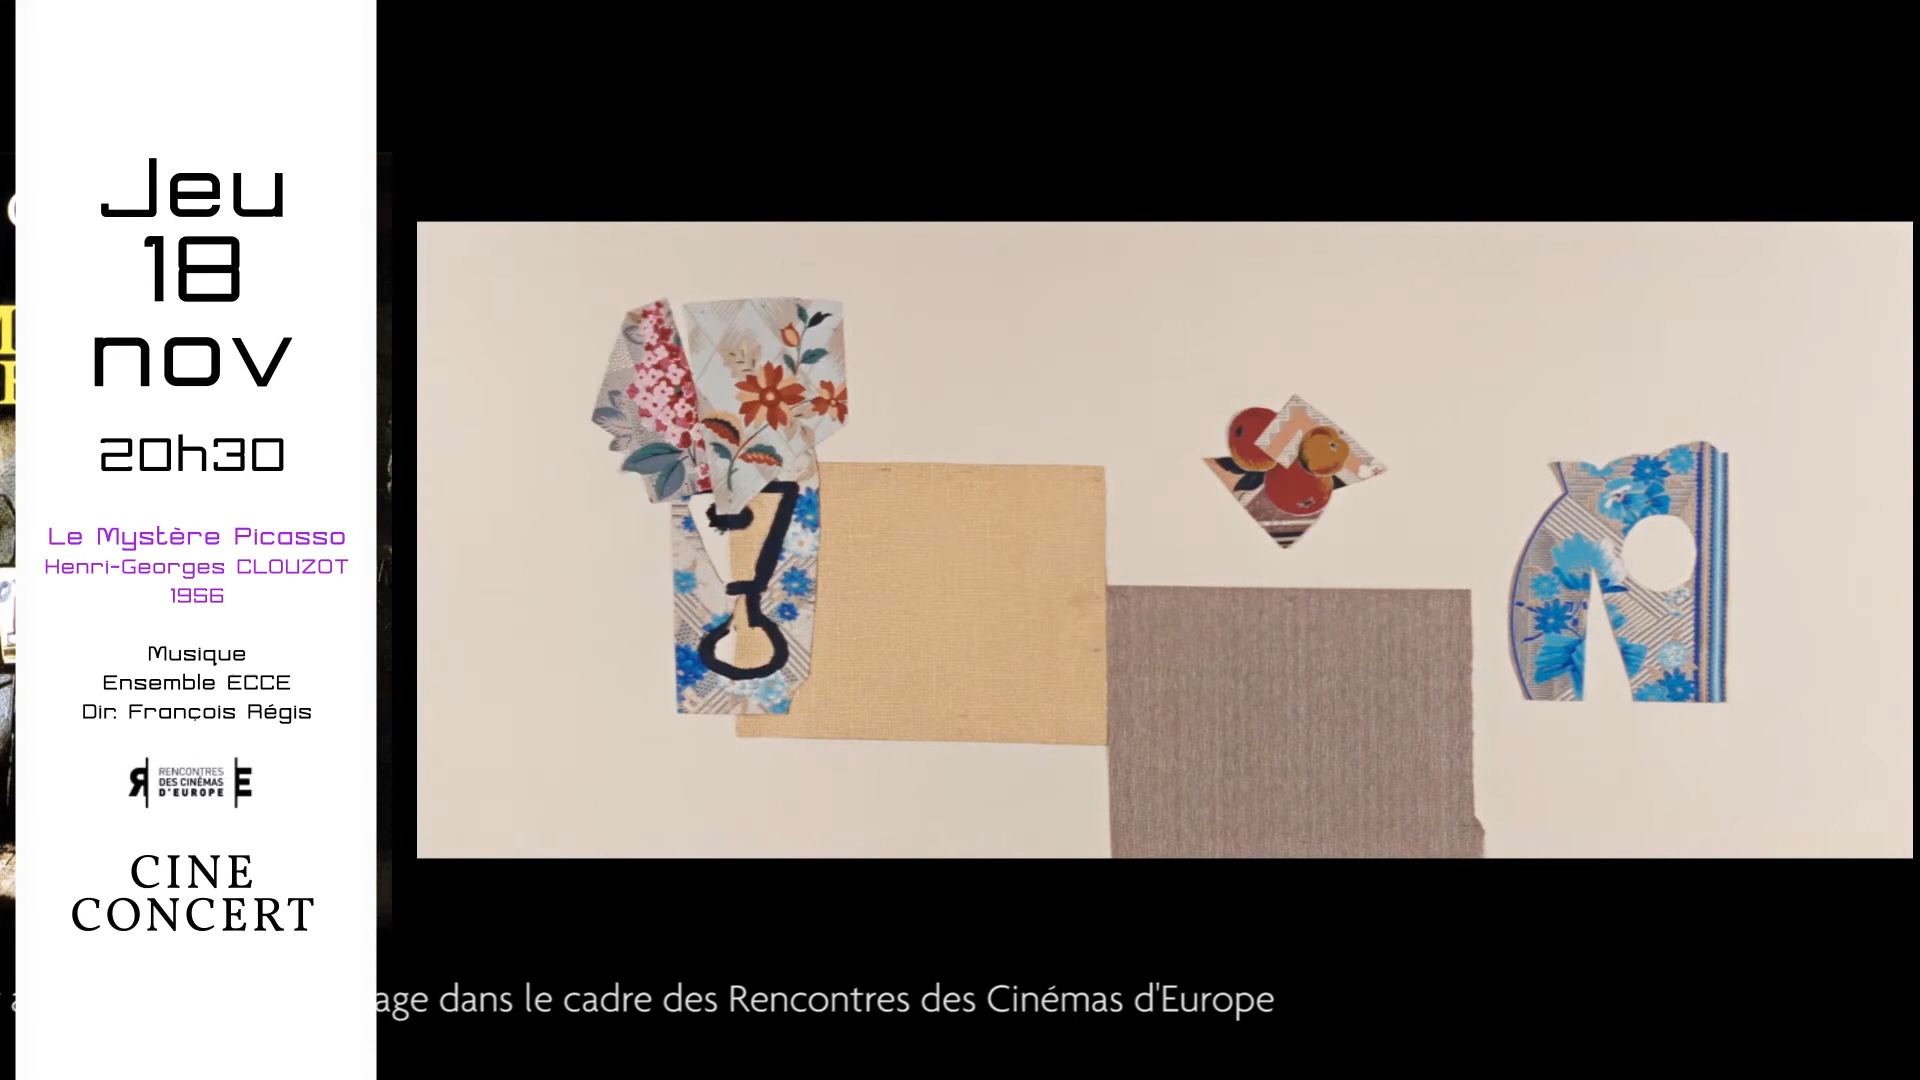 Jeu
18
nov
20h30
Le Mystère Picasso
Henri-Georges CLOUZOT
1956
Musique
Ensemble ECCE
Dir. François Régis
RENCONTRES
DES CINÉMAS
D'EUROPE
CINE
CONCERT
age dans le cadre des Rencontres des Cinémas d'Europe